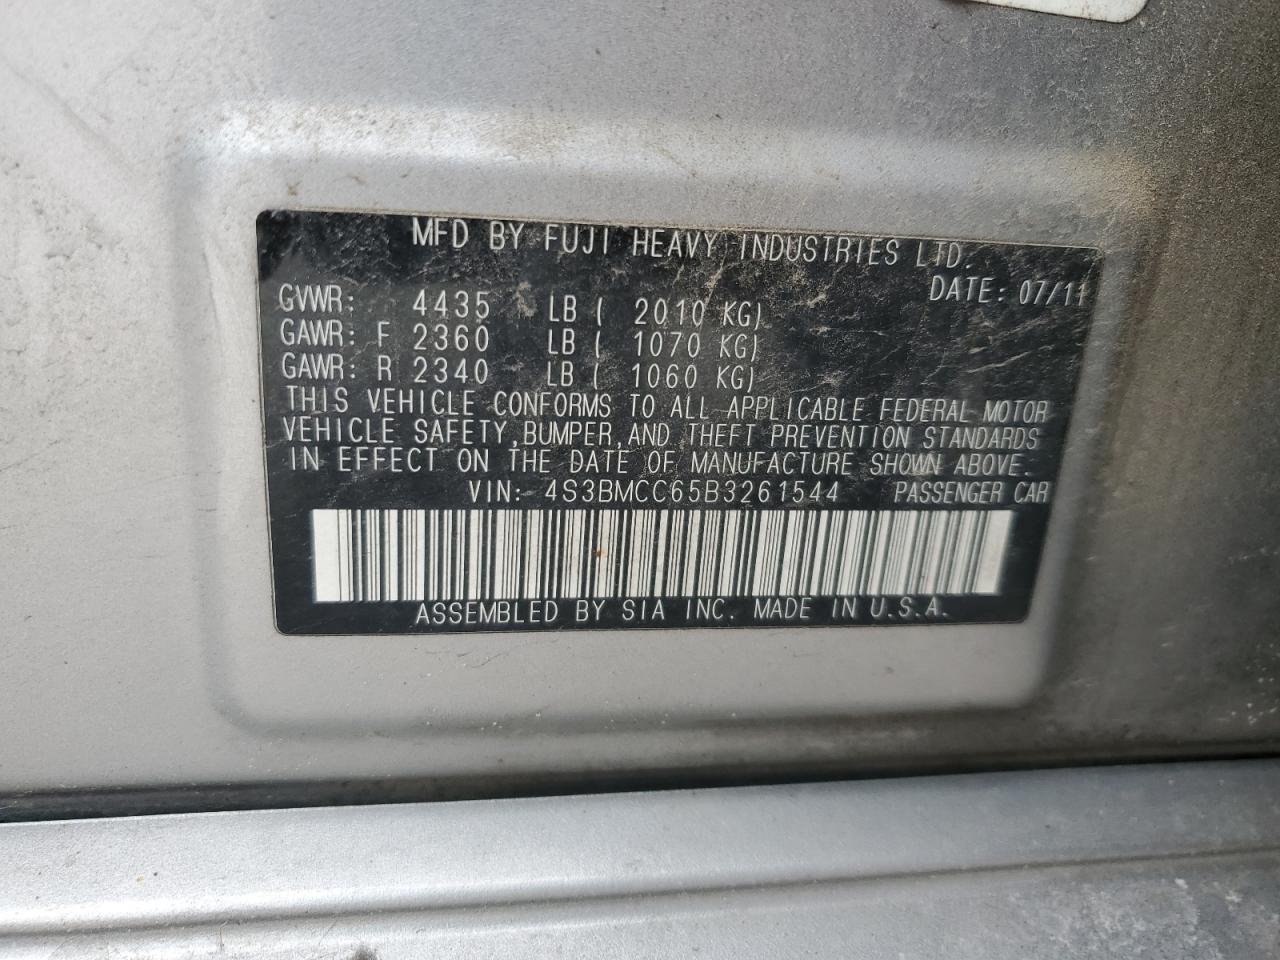 MFD BY FUJI HEAVY INDUSTRIES LTD.
DATE: 07/11
GVWR: 4435 LB ( 2010 KG)
GAWR: F 2360 LB ( 1070 KG)
GAWR: R 2340 LB ( 1060 KG)
THIS VEHICLE CONFORMS TO ALL APPLICABLE FEDERAL MOTOR
VEHICLE SAFETY, BUMPER, AND THEFT PREVENTION STANDARDS
IN EFFECT ON THE DATE OF MANUFACTURE SHOWN ABOVE.
VIN: 4S3BMCC65B3261544 PASSENGER CAR
ASSEMBLED BY SIA INC. MADE IN U.S.A.